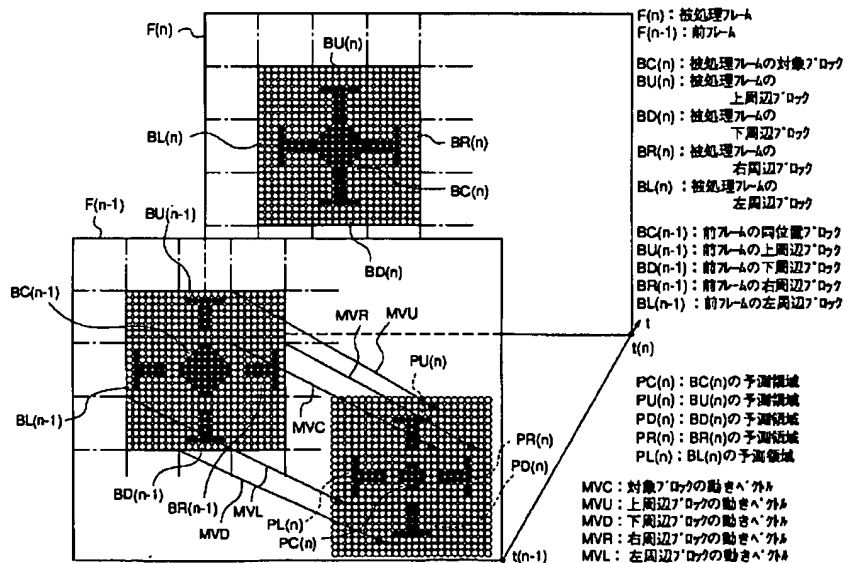 F(n)
BU(n)
BL(n)
BR(n)
BC(n)
BD(n)
F(n-1)
BU(n-1)
BC(n-1)
BL(n-1)
BD(n-1)
BR(n-1)
MVR
MVU
MVC
MVL
MVD
PU(n)
PR(n)
PD(n)
PL(n)
PC(n)
t
t(n)
t(n-1)
F(n):被処理フレーム
F(n-1):前フレーム
BC(n):被処理フレームの対象ブロック
BU(n):被処理フレームの
上周辺ブロック
BD(n):被処理フレームの
下周辺ブロック
BR(n):被処理フレームの
右周辺ブロック
BL(n):被処理フレームの
左周辺ブロック
BC(n-1):前フレームの同位置ブロック
BU(n-1):前フレームの上周辺ブロック
BD(n-1):前フレームの下周辺ブロック
BR(n-1):前フレームの右周辺ブロック
BL(n-1):前フレームの左周辺ブロック
PC(n):BC(n)の予測領域
PU(n):BU(n)の予測領域
PD(n):BD(n)の予測領域
PR(n):BR(n)の予測領域
PL(n):BL(n)の予測領域
MVC:対象ブロックの動きベクトル
MVU:上周辺ブロックの動きベクトル
MVD:下周辺ブロックの動きベクトル
MVR:右周辺ブロックの動きベクトル
MVL:左周辺ブロックの動きベクトル